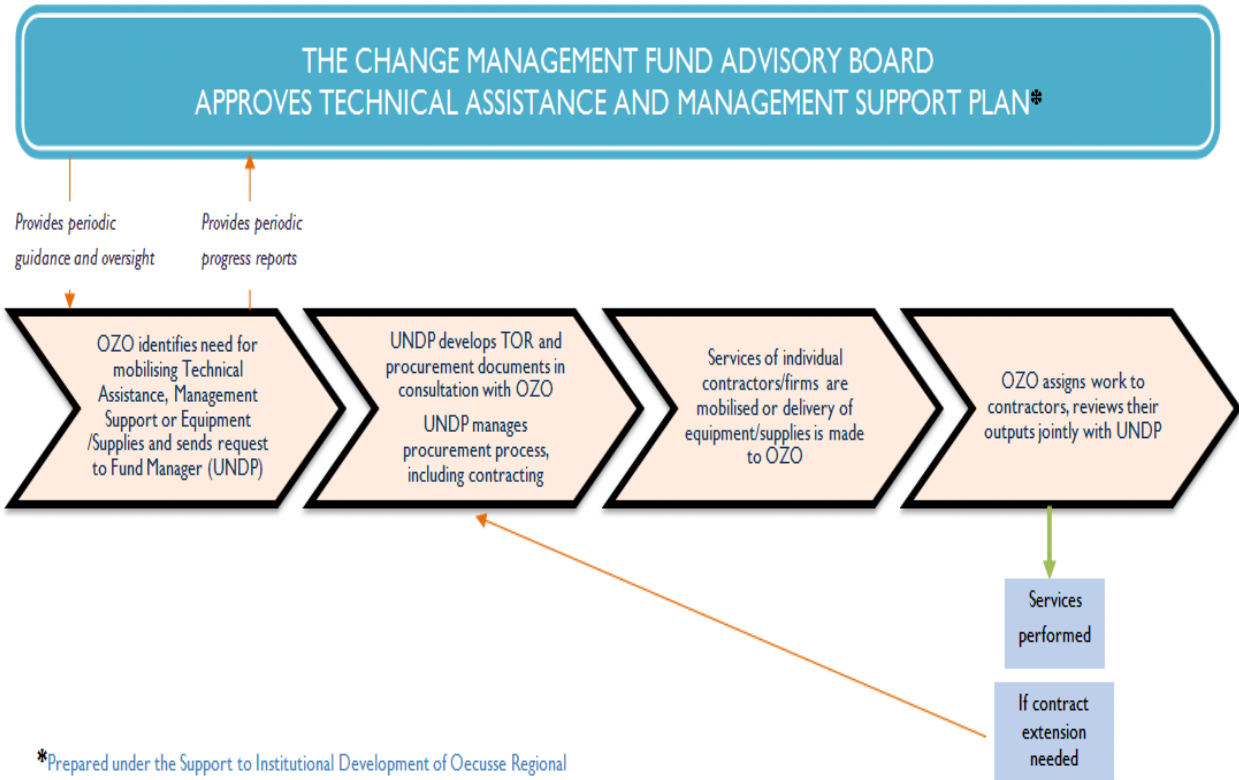 THE CHANGE MANAGEMENT FUND ADVISORY BOARD
APPROVES TECHNICAL ASSISTANCE AND MANAGEMENT SUPPORT PLAN*
Provides periodic
guidance and oversight
Provides periodic
progress reports
OZO identifies need for
mobilising Technical
Assistance, Management
Support or Equipment
/Supplies and sends request
to Fund Manager (UNDP)
UNDP develops TOR and
procurement documents in
consultation with OZO
UNDP manages
procurement process,
including contracting
Services of individual
contractors/firms are
mobilised or delivery of
equipment/supplies is made
to OZO
OZO assigns work to
contractors, reviews their
outputs jointly with UNDP
Services
performed
If contract
extension
needed
*Prepared under the Support to Institutional Development of Oecusse Regional